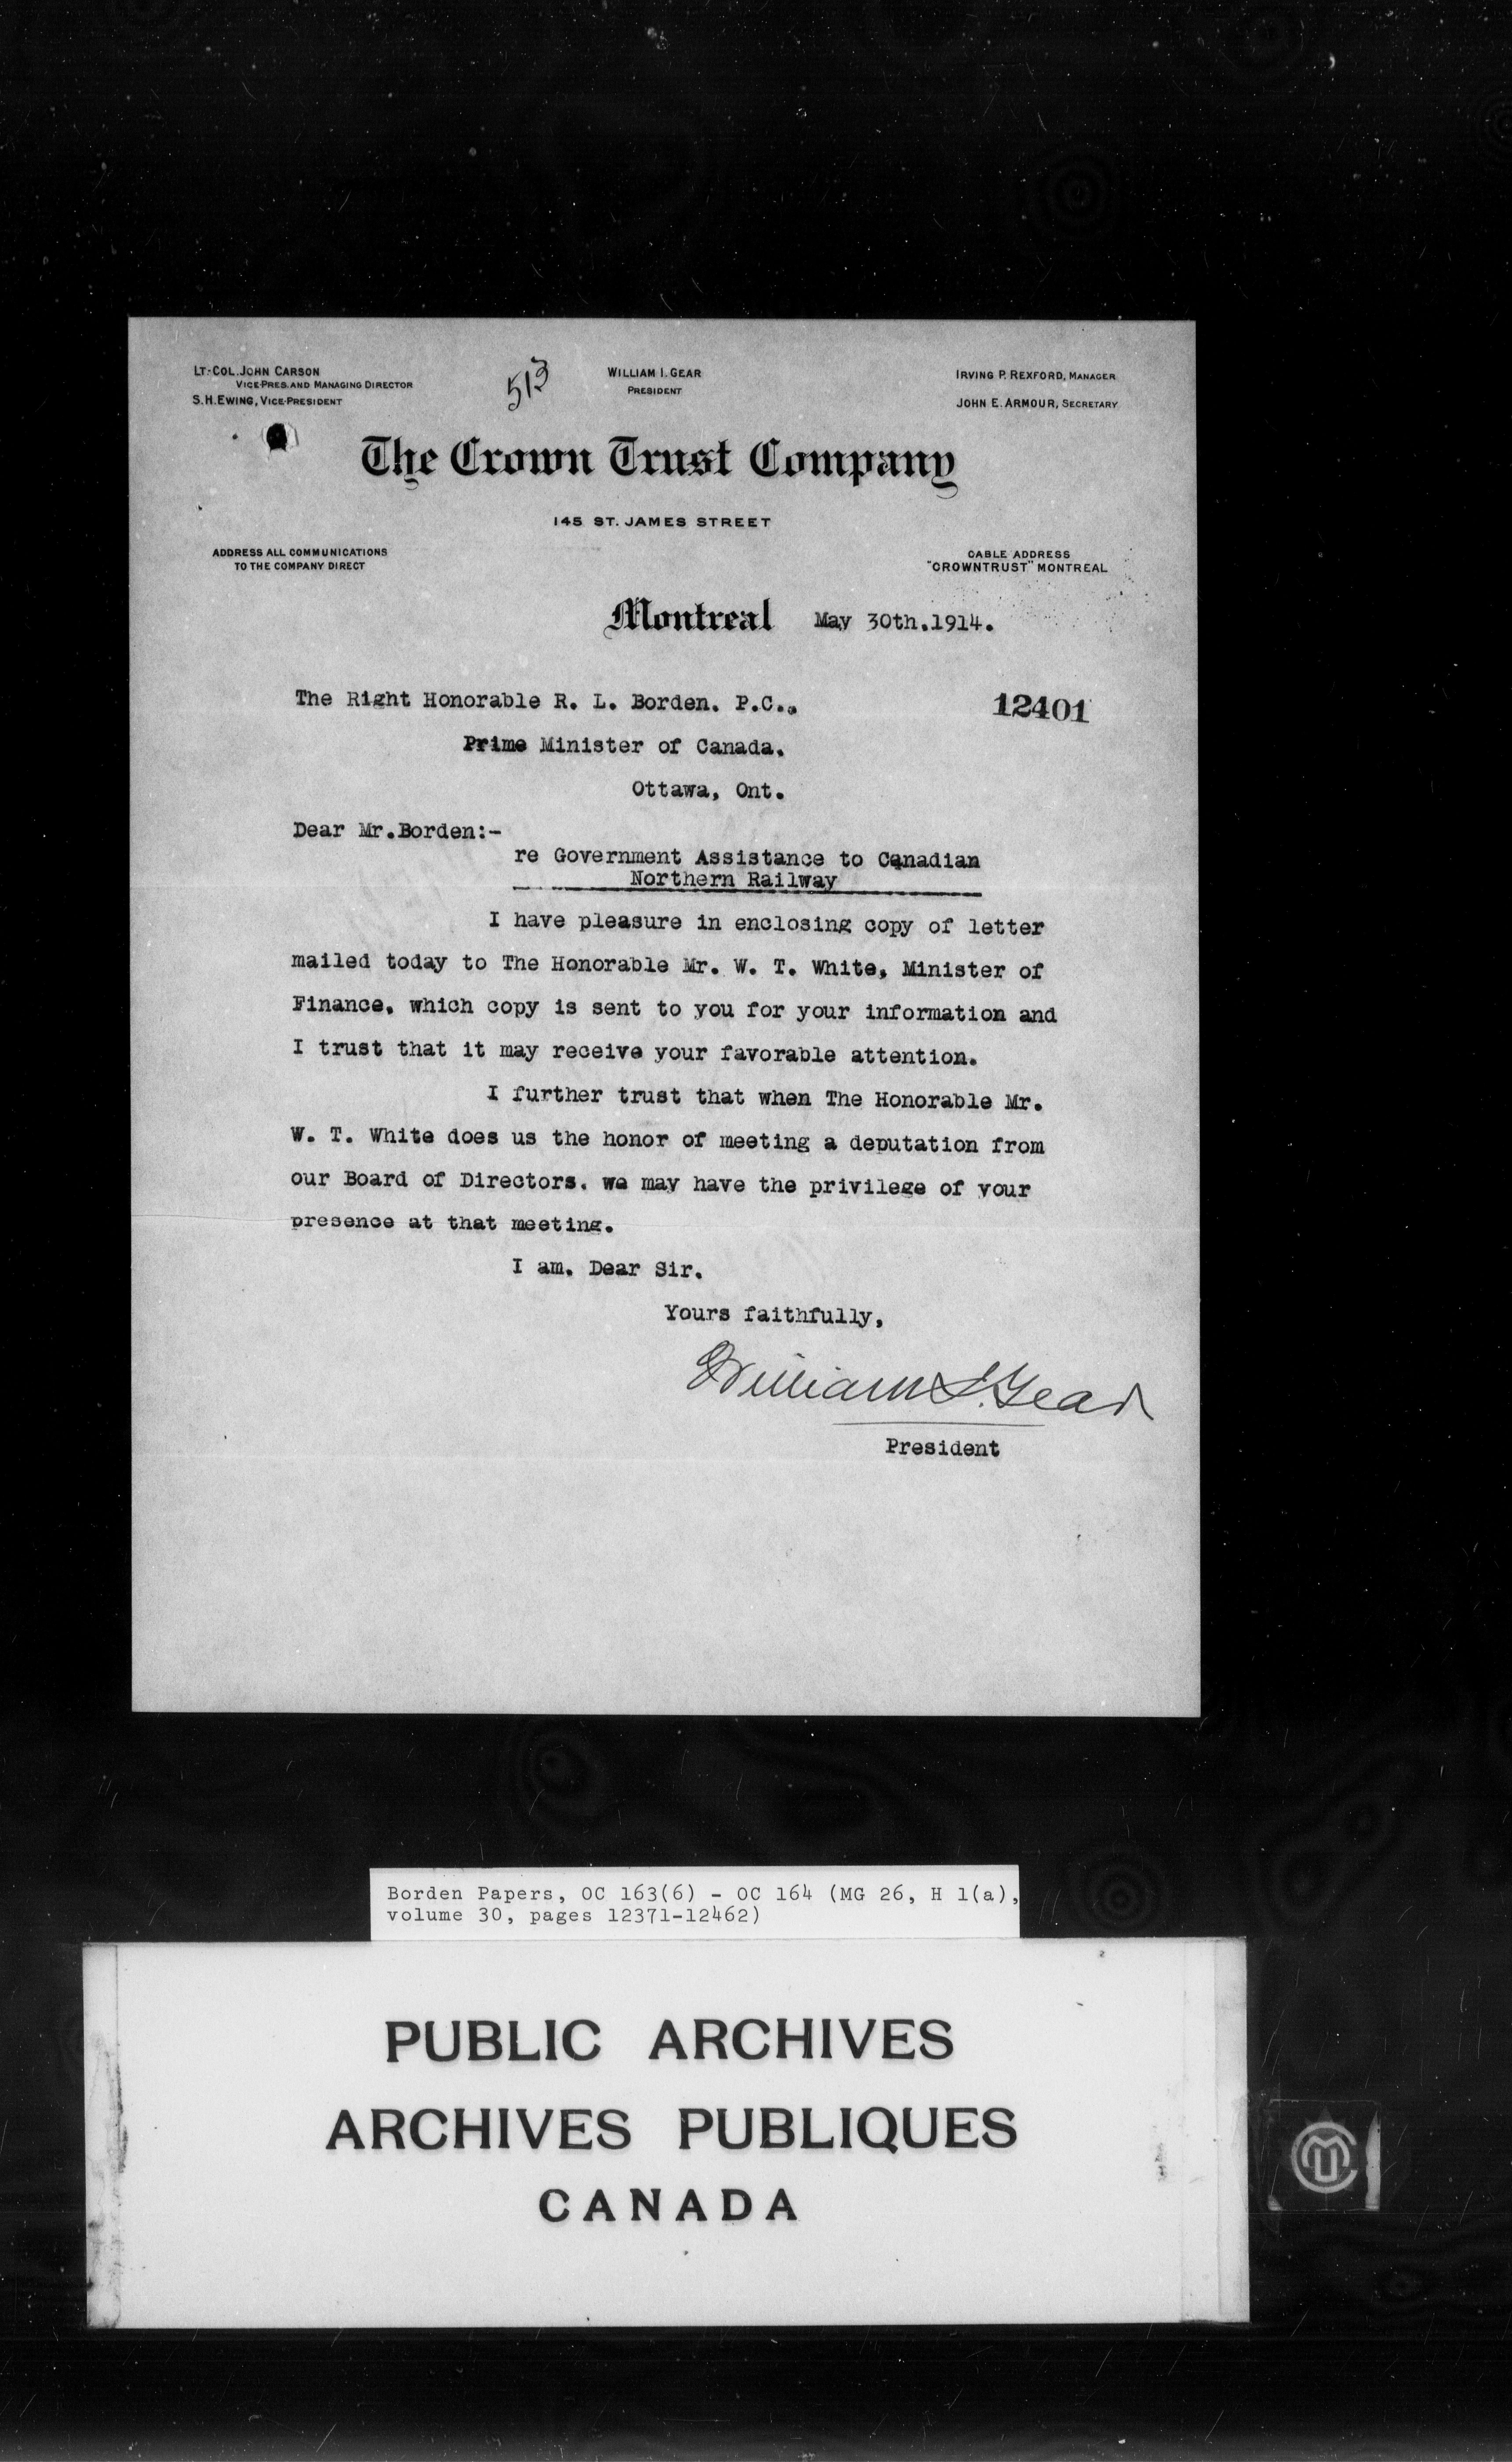 LT-COL. JOHN CARSON
VICE-PRES. AND MANAGING DIRECTOR
S. H. EWING, VICE-PRESIDENT
513
WILLIAM I. GEAR
PRESIDENT
IRVING P. REXFORD, MANAGER
JOHN E. ARMOUR, SECRETARY
The Crown Trust Company
145 ST. JAMES STREET
ADDRESS ALL COMMUNICATIONS
TO THE COMPANY DIRECT
CABLE ADDRESS
"CROWNTRUST" MONTREAL
Montreal May 30th.1914.
The Right Honorable R. L. Borden. P.C.,
12401
Prime Minister of Canada.
Ottawa, Ont.
Dear Mr.Borden:-
re Government Assistance to Canadian
Northern Railway
I have pleasure in enclosing copy of letter
mailed today to The Honorable Mr. W. T. White, Minister of
Finance, which copy is sent to you for your information and
I trust that it may receive your favorable attention.
I further trust that when The Honorable Mr.
W. T. White does us the honor of meeting a deputation from
our Board of Directors. we may have the privilege of your
presence at that meeting.
I am. Dear Sir.
Yours faithfully,
William I. Gear
President
Borden Papers, OC 163(6) - OC 164 (MG 26, H 1(a),
volume 30, pages 12371-12462)
PUBLIC ARCHIVES
ARCHIVES PUBLIQUES
CANADA